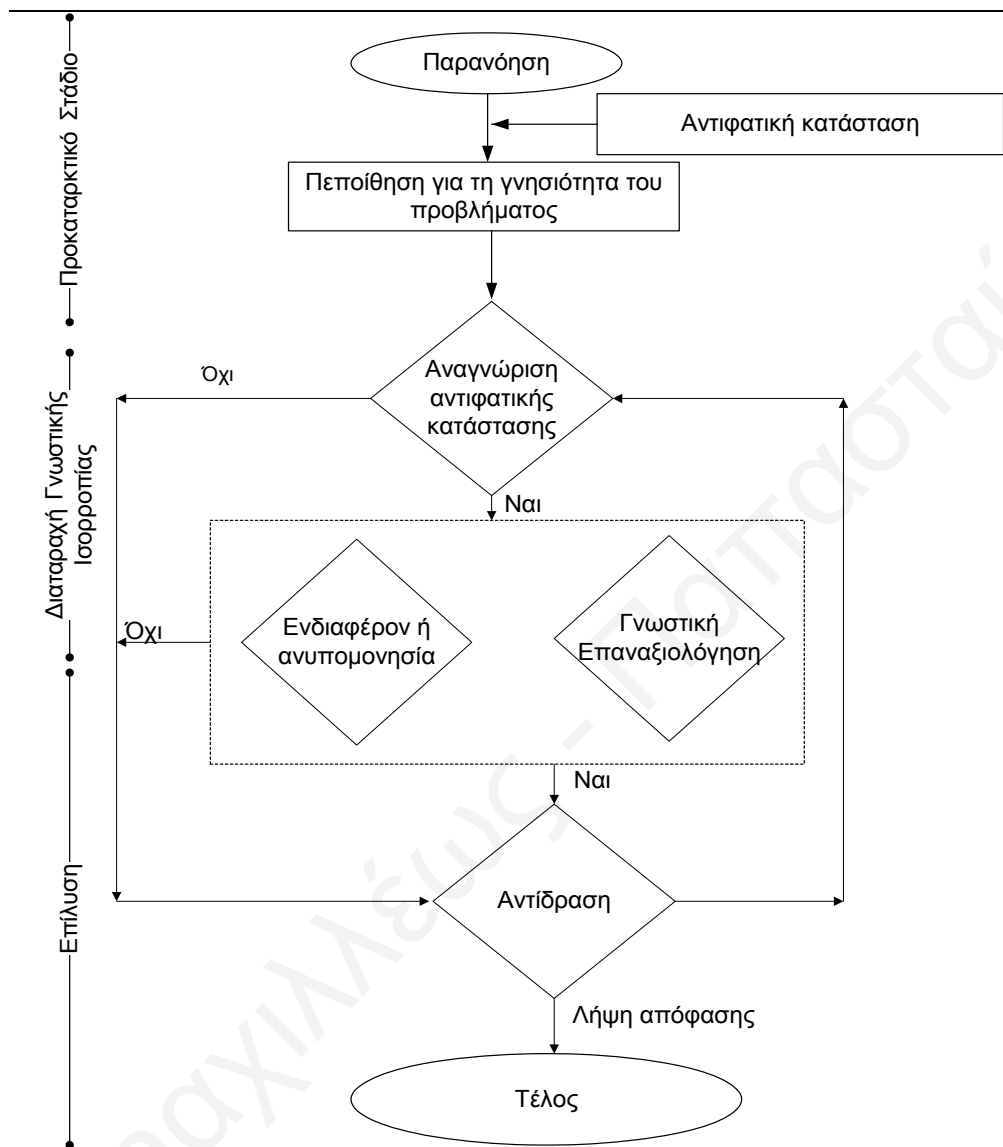 Παρανόηση
Αντιφατική κατάσταση
Πεποίθηση για τη γνησιότητα του
προβλήματος
Προκαταρκτικό Στάδιο
Αναγνώριση
αντιφατικής
κατάστασης
Όχι
Ναι
Διαταραχή Γνωστικής
Ισορροπίας
Ενδιαφέρον ή
ανυπομονησία
Γνωστική
Επαναξιολόγηση
Όχι
Ναι
Αντίδραση
Επίλυση
Λήψη απόφασης
Τέλος